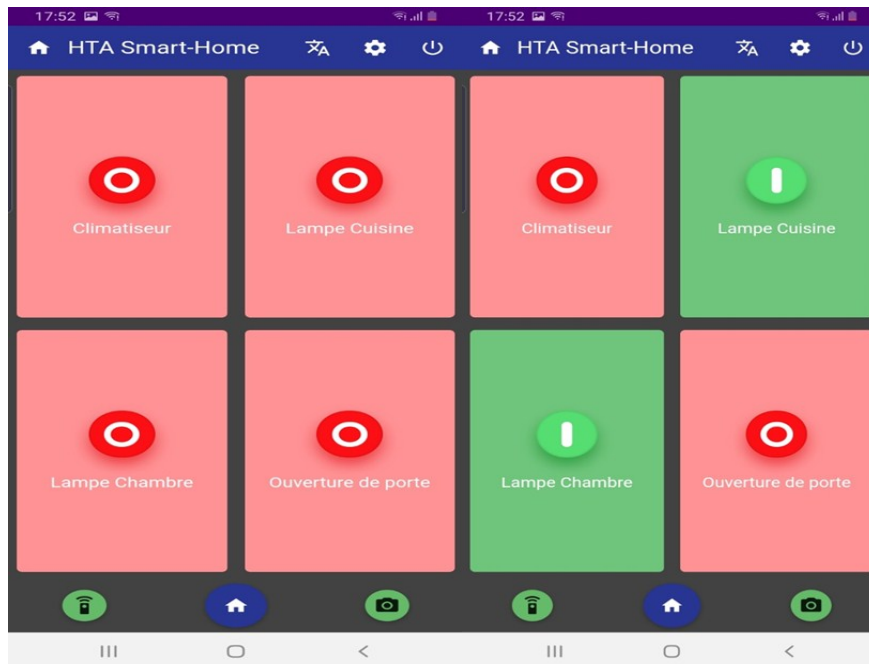 17:52
HTA Smart-Home
Climatiseur
Lampe Cuisine
Lampe Chambre
Ouverture de porte
17:52
HTA Smart-Home
Climatiseur
Lampe Cuisine
Lampe Chambre
Ouverture de porte